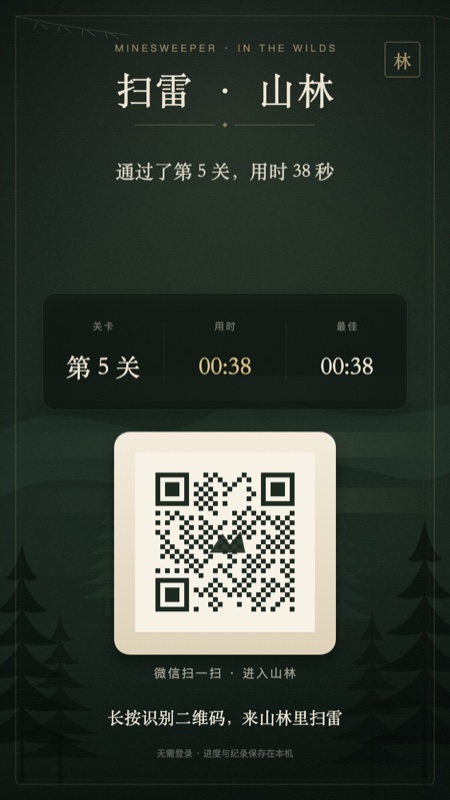 MINESWEEPER · IN THE WILDS
林
扫雷 · 山林
通过了第 5 关，用时 38 秒
关卡 用时 最佳
第 5 关 00:38 00:38
微信扫一扫 · 进入山林
长按识别二维码，来山林里扫雷
无需登录 · 进度与纪录保存在本机